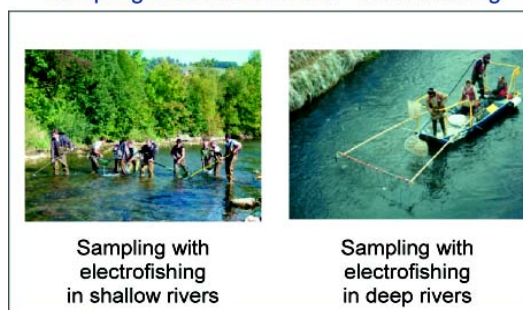 Sampling with
electrofishing
in shallow rivers
Sampling with
electrofishing
in deep rivers